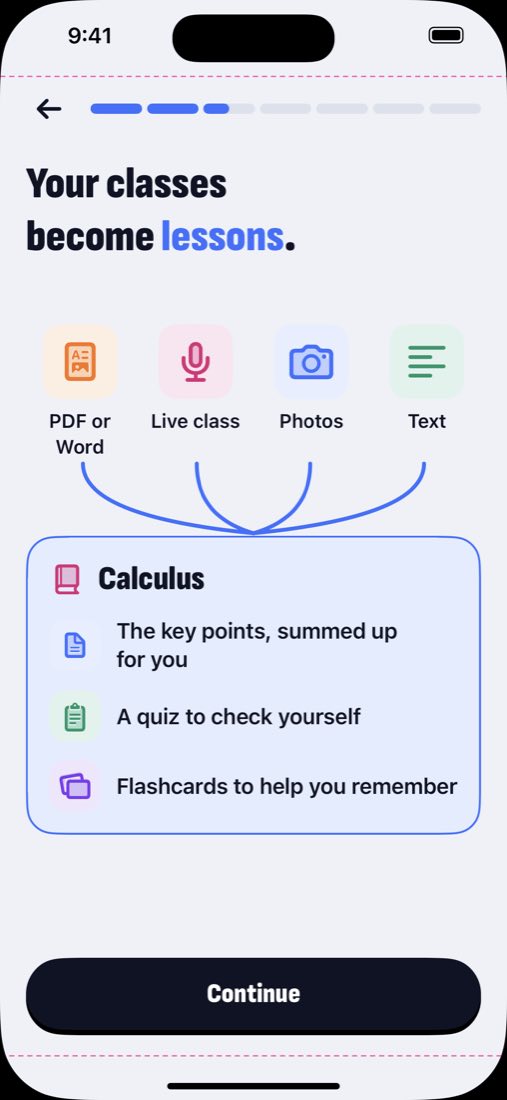 9:41
Your classes
become lessons.
PDF or
Word
Live class
Photos
Text
Calculus
The key points, summed up
for you
A quiz to check yourself
Flashcards to help you remember
Continue